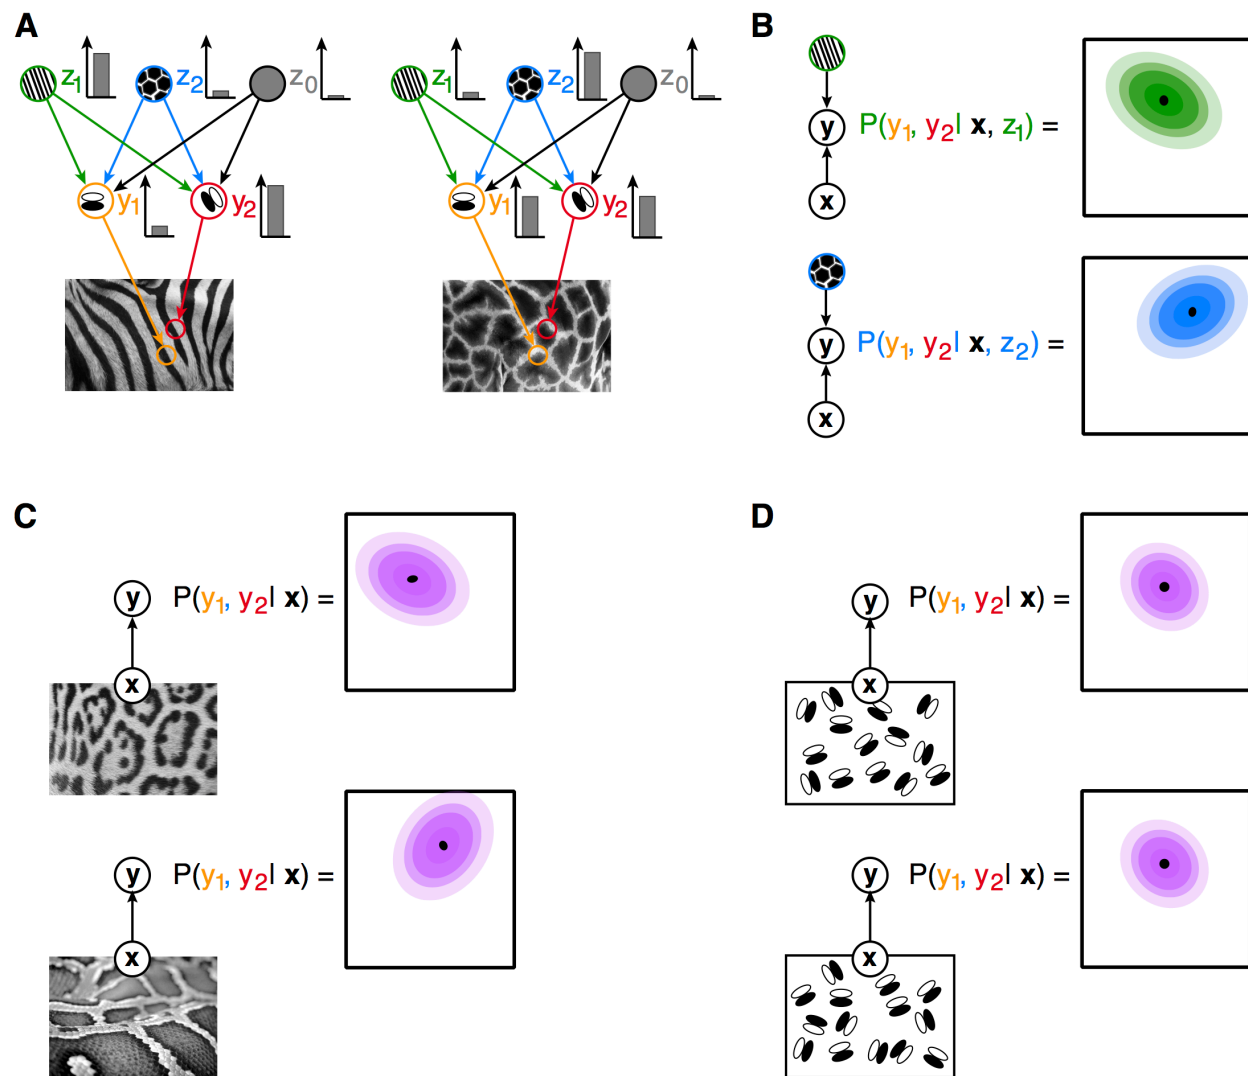 A
z1 z2 z0
y1 y2
z1 z2 z0
y1 y2
B
y P(y1, y2| x, z1) =
x
y P(y1, y2| x, z2) =
x
C
y P(y1, y2| x) =
x
y P(y1, y2| x) =
x
D
y P(y1, y2| x) =
x
y P(y1, y2| x) =
x